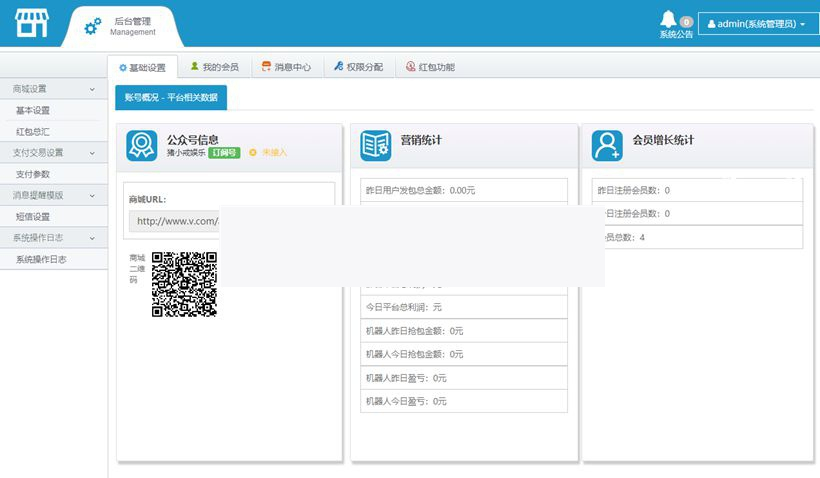 后台管理
Management
0
系统公告
admin(系统管理员)
基础设置
我的会员
消息中心
权限分配
红包功能
商城设置
基本设置
红包总汇
支付交易设置
支付参数
消息提醒模版
短信设置
系统操作日志
系统操作日志
账号概况 - 平台相关数据
公众号信息
猪小戒娱乐 订阅号 未接入
商城URL:
http://www.v.com/
商城二维码
营销统计
昨日用户发包总金额：0.00元
今日平台总利润：元
机器人昨日抢包金额：0元
机器人今日抢包金额：0元
机器人昨日盈亏：0元
机器人今日盈亏：0元
会员增长统计
昨日注册会员数：0
日注册会员数：0
员总数：4